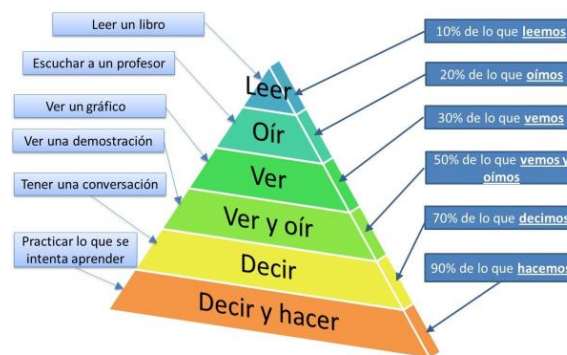 Leer un libro
Escuchar a un profesor
Ver un gráfico
Ver una demostración
Tener una conversación
Practicar lo que se
intenta aprender
Leer
Oír
Ver
Ver y oír
Decir
Decir y hacer
10% de lo que leemos
20% de lo que oímos
30% de lo que vemos
50% de lo que vemos y
oímos
70% de lo que decimos
90% de lo que hacemos